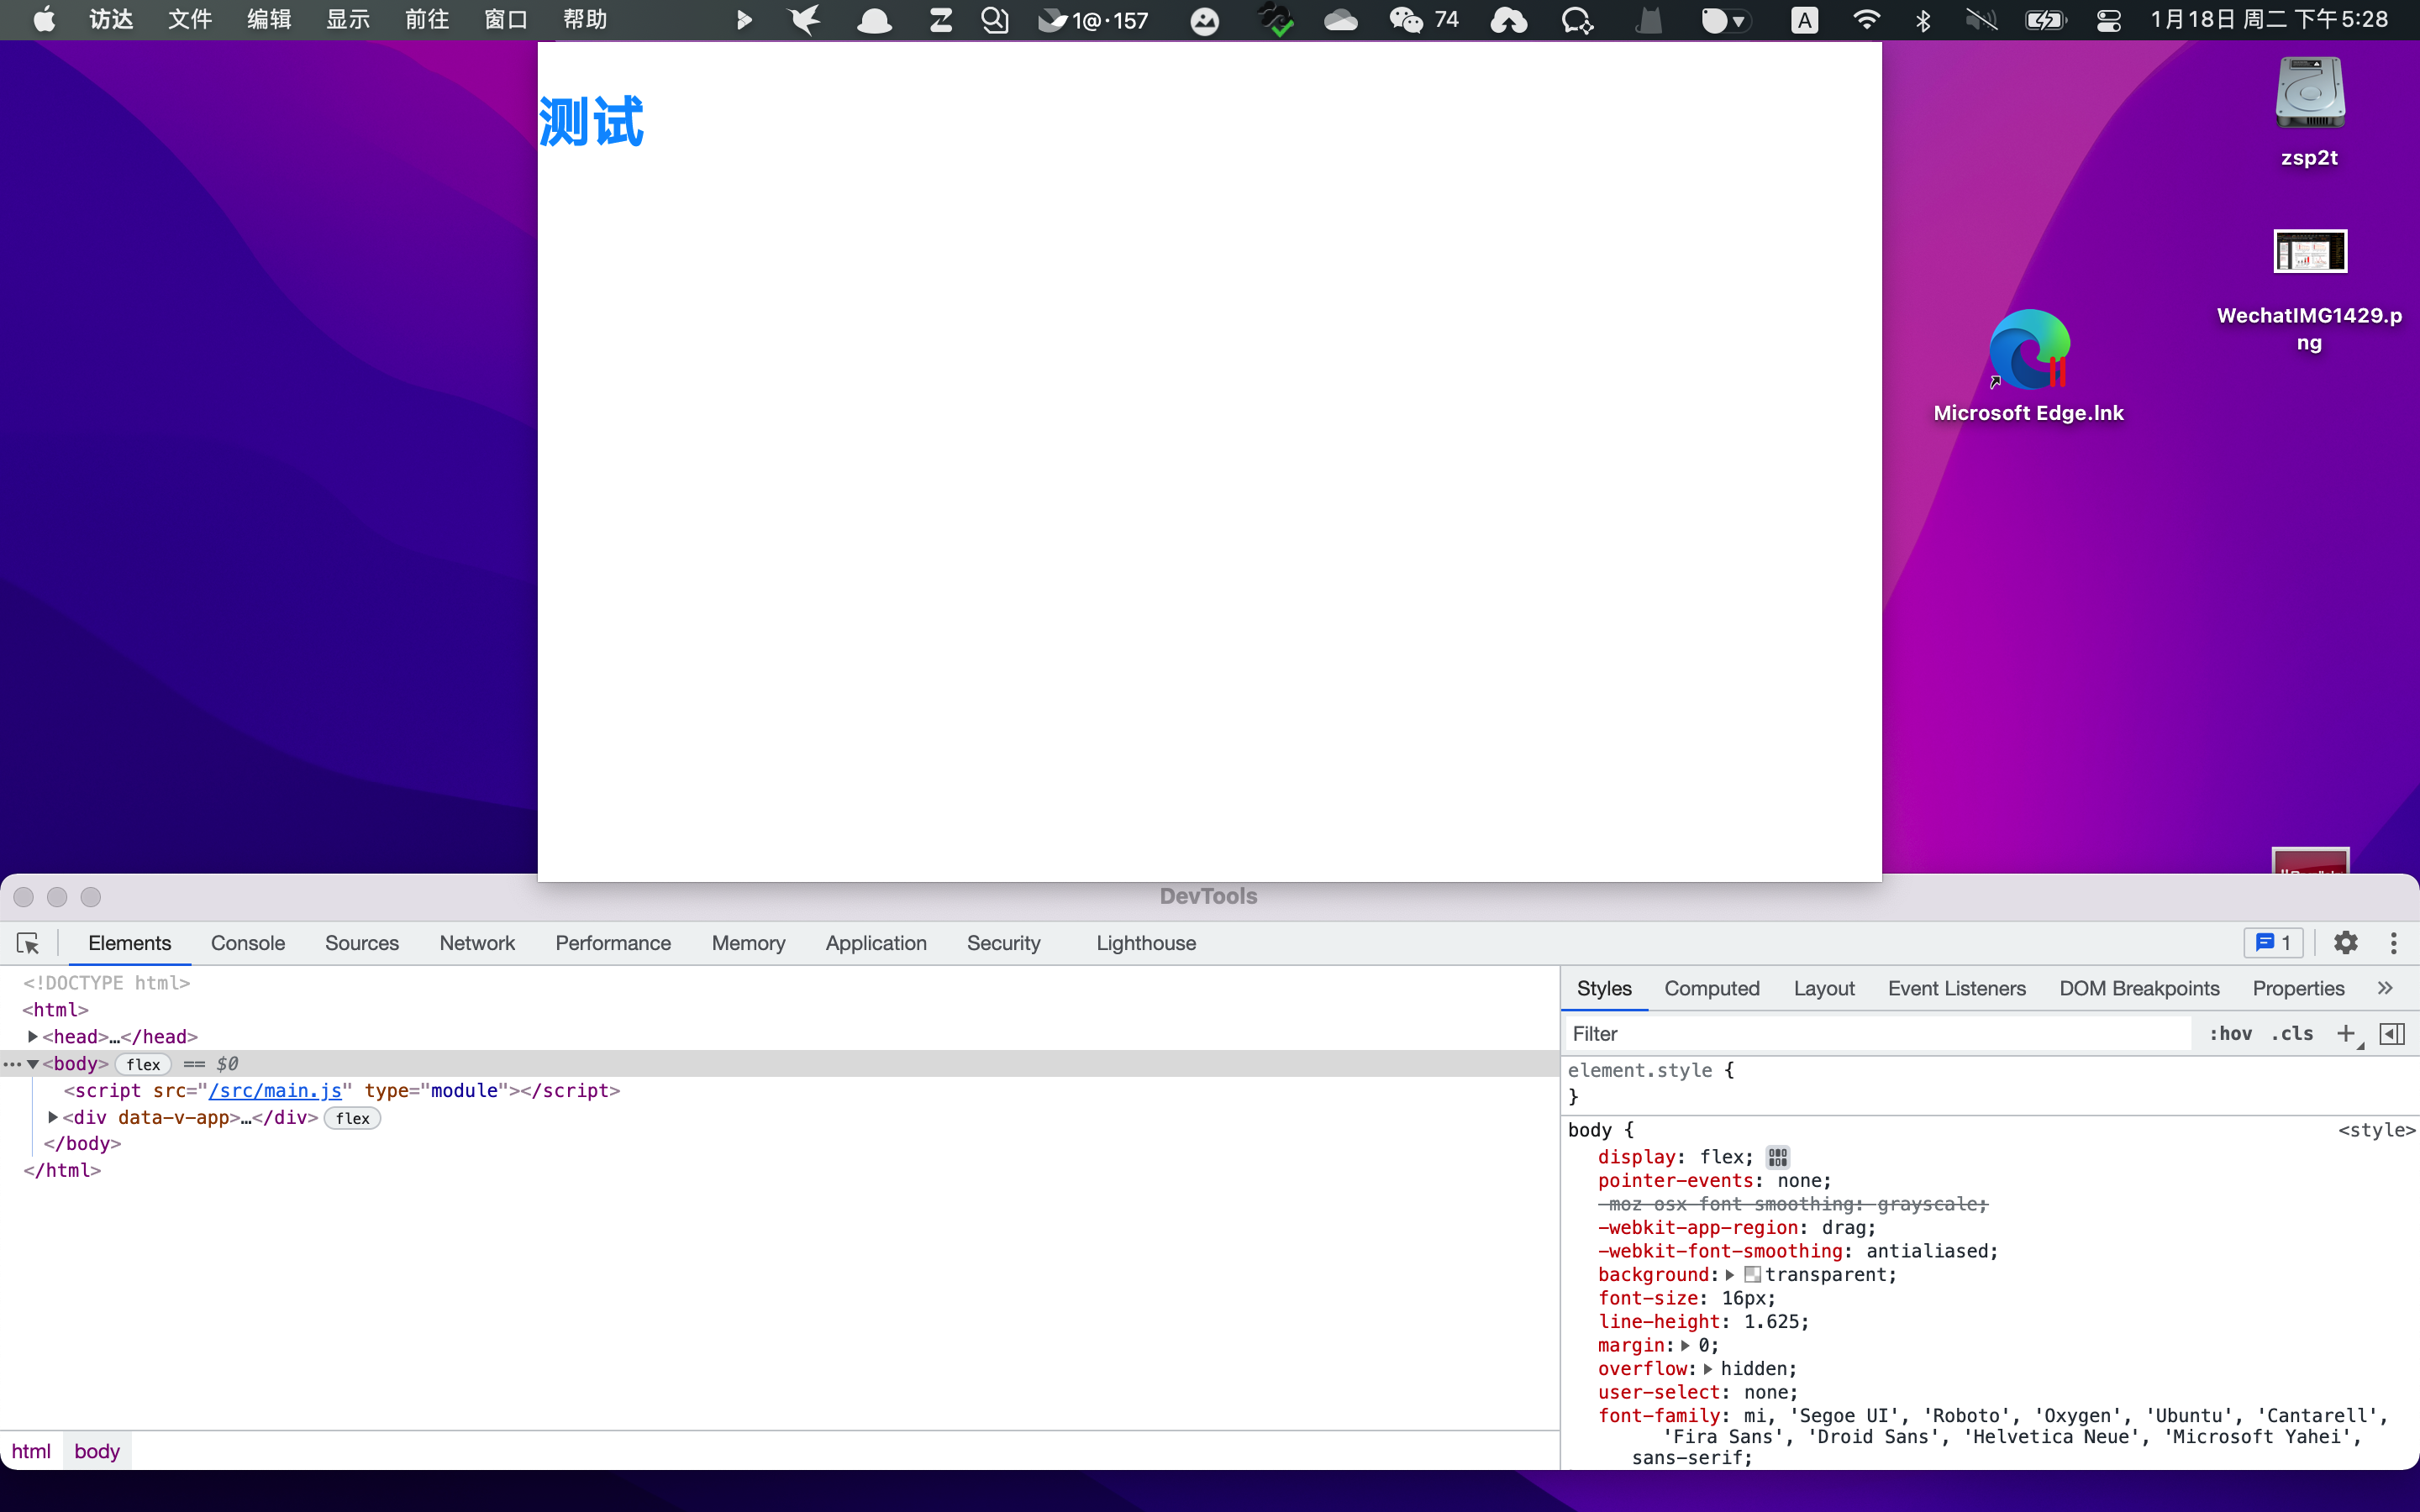 访达 文件 编辑 显示 前往 窗口 帮助 1@·157 74 A 1月18日 周二 下午5:28
测试
zsp2t
WechatIMG1429.p
ng
Microsoft Edge.lnk
DevTools
Elements Console Sources Network Performance Memory Application Security Lighthouse 1
<!DOCTYPE html>
<html>
<head>…</head>
<body> flex == $0
<script src="/src/main.js" type="module"></script>
<div data-v-app>…</div> flex
</body>
</html>
html body
Styles Computed Layout Event Listeners DOM Breakpoints Properties
Filter :hov .cls
element.style {
}
body { <style>
display: flex;
pointer-events: none;
-moz-osx-font-smoothing: grayscale;
-webkit-app-region: drag;
-webkit-font-smoothing: antialiased;
background: transparent;
font-size: 16px;
line-height: 1.625;
margin: 0;
overflow: hidden;
user-select: none;
font-family: mi, 'Segoe UI', 'Roboto', 'Oxygen', 'Ubuntu', 'Cantarell',
'Fira Sans', 'Droid Sans', 'Helvetica Neue', 'Microsoft Yahei',
sans-serif;